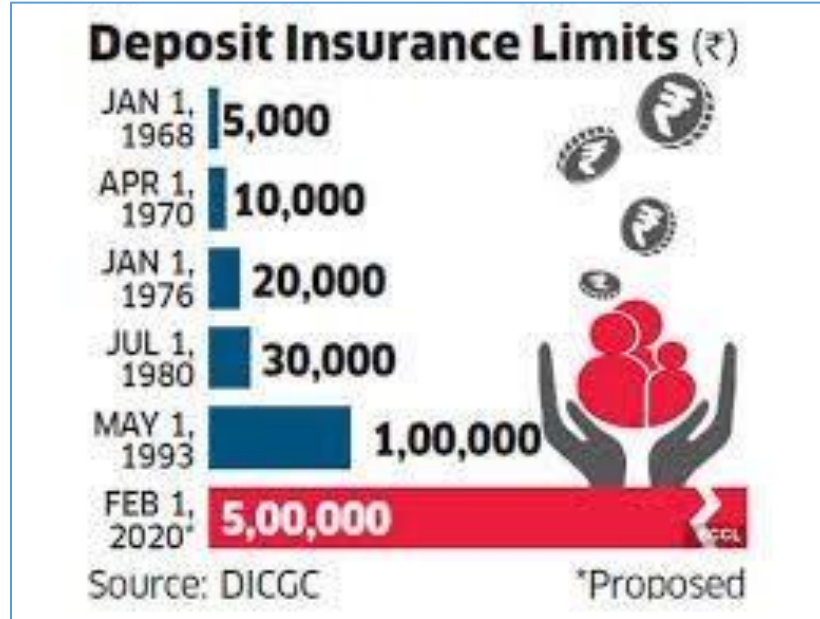 Deposit Insurance Limits (₹)
JAN 1,
1968
5,000
APR 1,
1970
10,000
JAN 1,
1976
20,000
JUL 1,
1980
30,000
MAY 1,
1993
1,00,000
FEB 1,
2020*
5,00,000
Source: DICGC
*Proposed